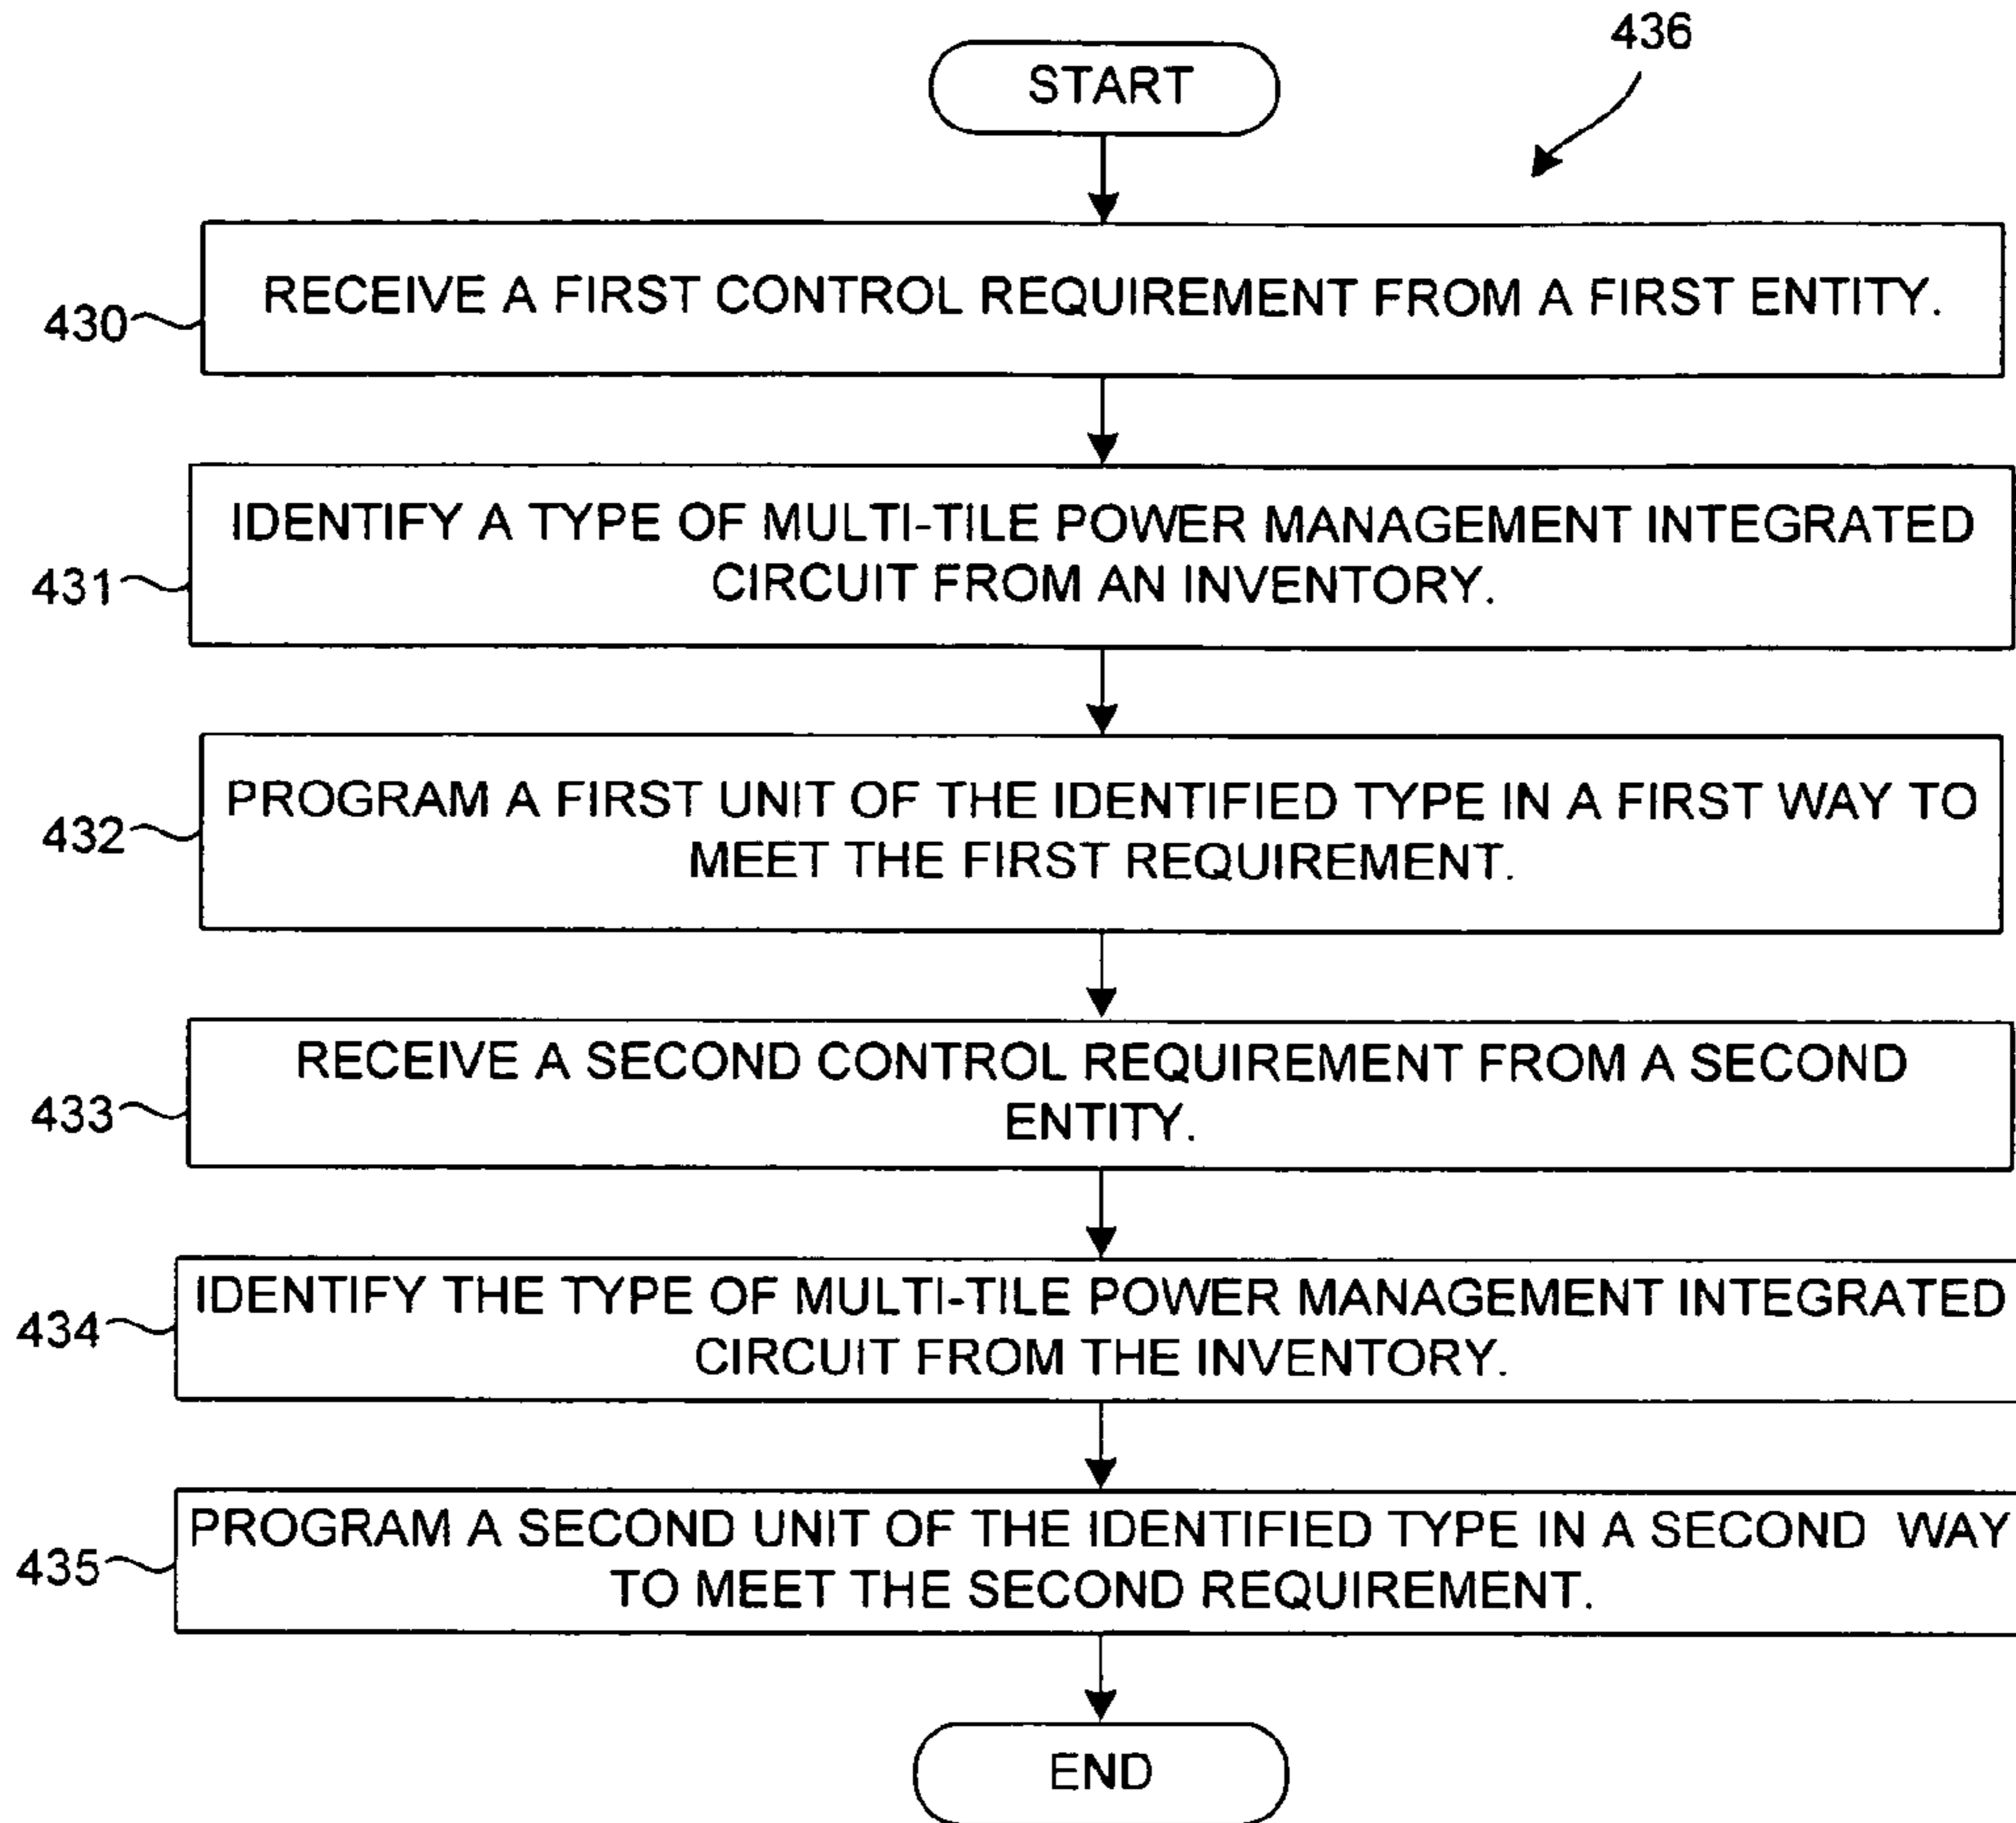 436
START
430
RECEIVE A FIRST CONTROL REQUIREMENT FROM A FIRST ENTITY.
431
IDENTIFY A TYPE OF MULTI-TILE POWER MANAGEMENT INTEGRATED
CIRCUIT FROM AN INVENTORY.
432
PROGRAM A FIRST UNIT OF THE IDENTIFIED TYPE IN A FIRST WAY TO
MEET THE FIRST REQUIREMENT.
433
RECEIVE A SECOND CONTROL REQUIREMENT FROM A SECOND
ENTITY.
434
IDENTIFY THE TYPE OF MULTI-TILE POWER MANAGEMENT INTEGRATED
CIRCUIT FROM THE INVENTORY.
435
PROGRAM A SECOND UNIT OF THE IDENTIFIED TYPE IN A SECOND WAY
TO MEET THE SECOND REQUIREMENT.
END